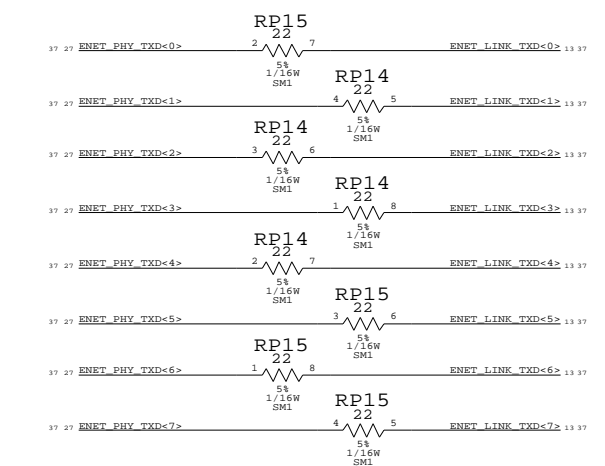 RP15
22
37 27 ENET_PHY_TXD<0> 2 7 ENET_LINK_TXD<0> 13 37
5%
1/16W
SM1
RP14
22
37 27 ENET_PHY_TXD<1> 4 5 ENET_LINK_TXD<1> 13 37
5%
1/16W
SM1
RP14
22
37 27 ENET_PHY_TXD<2> 3 6 ENET_LINK_TXD<2> 13 37
5%
1/16W
SM1
RP14
22
37 27 ENET_PHY_TXD<3> 1 8 ENET_LINK_TXD<3> 13 37
5%
1/16W
SM1
RP14
22
37 27 ENET_PHY_TXD<4> 2 7 ENET_LINK_TXD<4> 13 37
5%
1/16W
SM1
RP15
22
37 27 ENET_PHY_TXD<5> 3 6 ENET_LINK_TXD<5> 13 37
5%
1/16W
SM1
RP15
22
37 27 ENET_PHY_TXD<6> 1 8 ENET_LINK_TXD<6> 13 37
5%
1/16W
SM1
RP15
22
37 27 ENET_PHY_TXD<7> 4 5 ENET_LINK_TXD<7> 13 37
5%
1/16W
SM1